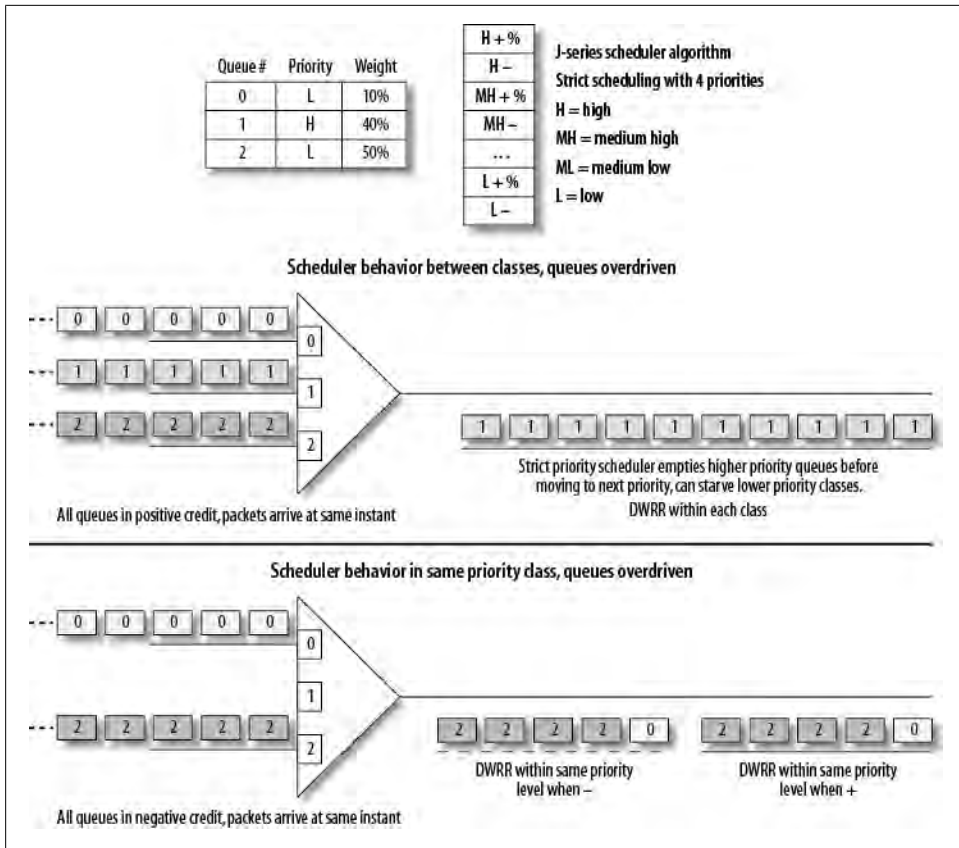 Queue # Priority Weight
0 L 10%
1 H 40%
2 L 50%
H + %
H –
MH + %
MH –
...
L + %
L –
J-series scheduler algorithm
Strict scheduling with 4 priorities
H = high
MH = medium high
ML = medium low
L = low
Scheduler behavior between classes, queues overdriven
0 0 0 0 0
0
1 1 1 1 1
1
2 2 2 2 2
2
1 1 1 1 1 1 1 1 1 1
Strict priority scheduler empties higher priority queues before
moving to next priority, can starve lower priority classes.
DWRR within each class
All queues in positive credit, packets arrive at same instant
Scheduler behavior in same priority class, queues overdriven
0 0 0 0 0
0
1
2 2 2 2 2
2
2 2 2 2 0
DWRR within same priority
level when –
2 2 2 2 0
DWRR within same priority
level when +
All queues in negative credit, packets arrive at same instant